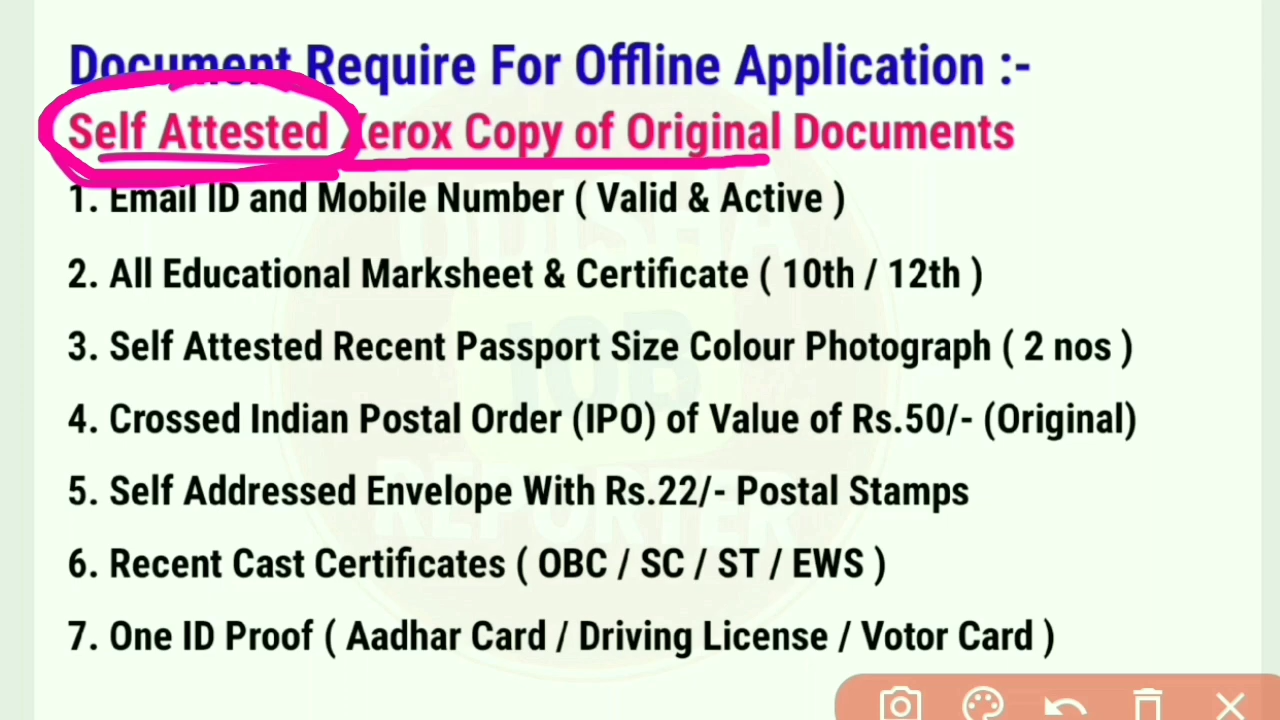 Document Require For Offline Application :-
Self Attested Xerox Copy of Original Documents
1. Email ID and Mobile Number ( Valid & Active )
2. All Educational Marksheet & Certificate ( 10th / 12th )
3. Self Attested Recent Passport Size Colour Photograph ( 2 nos )
4. Crossed Indian Postal Order (IPO) of Value of Rs.50/- (Original)
5. Self Addressed Envelope With Rs.22/- Postal Stamps
6. Recent Cast Certificates ( OBC / SC / ST / EWS )
7. One ID Proof ( Aadhar Card / Driving License / Votor Card )
ODISHA
JOB
REPORTER